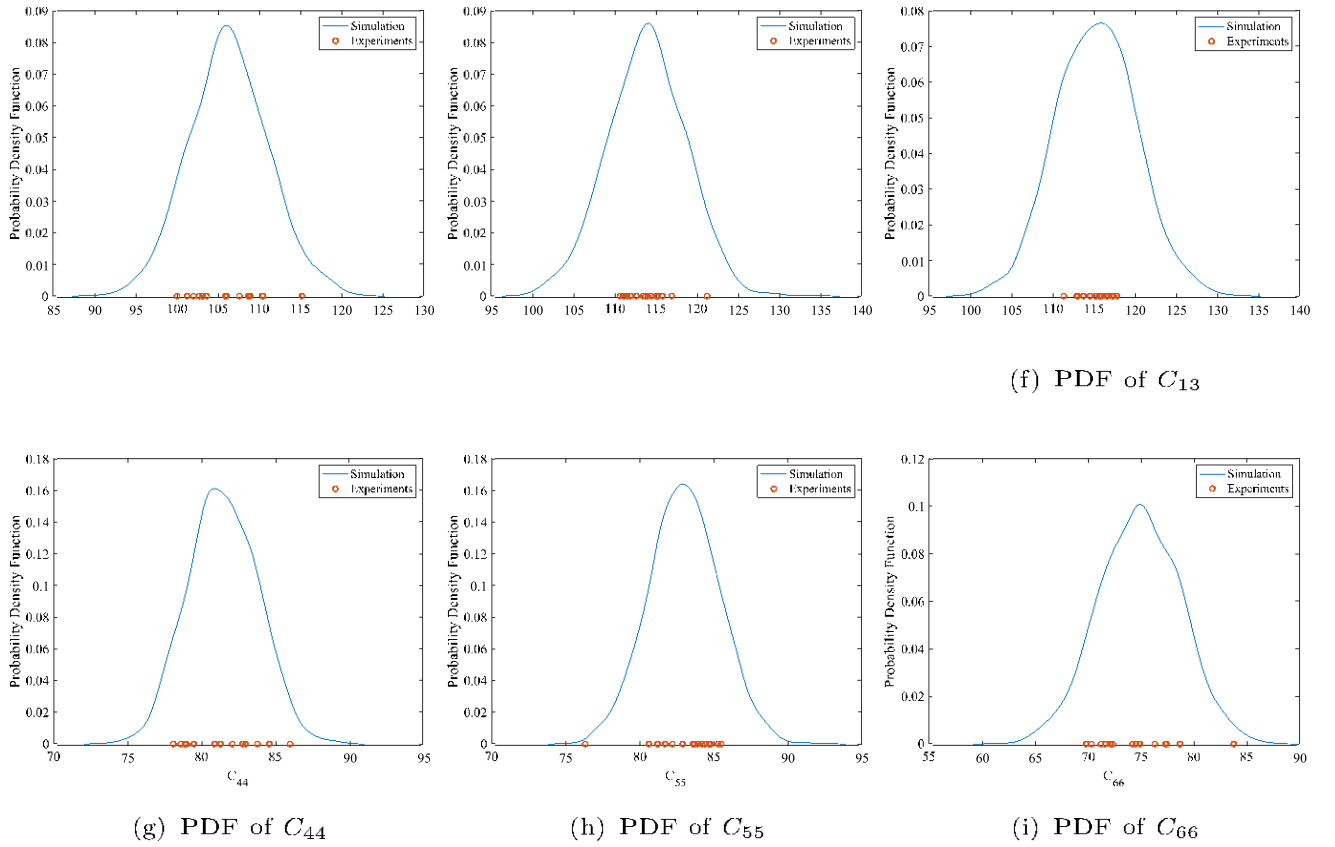 0.09
0.08
0.07
0.06
0.05
0.04
0.03
0.02
0.01
0
Probability Density Function
Simulation
Experiments
85 90 95 100 105 110 115 120 125 130
0.09
0.08
0.07
0.06
0.05
0.04
0.03
0.02
0.01
0
Probability Density Function
Simulation
Experiments
95 100 105 110 115 120 125 130 135 140
0.08
0.07
0.06
0.05
0.04
0.03
0.02
0.01
0
Probability Density Function
Simulation
Experiments
95 100 105 110 115 120 125 130 135 140
(f) PDF of C13
0.18
0.16
0.14
0.12
0.1
0.08
0.06
0.04
0.02
0
Probability Density Function
Simulation
Experiments
70 75 80 85 90 95
C44
(g) PDF of C44
0.18
0.16
0.14
0.12
0.1
0.08
0.06
0.04
0.02
0
Probability Density Function
Simulation
Experiments
70 75 80 85 90 95
C55
(h) PDF of C55
0.12
0.1
0.08
0.06
0.04
0.02
0
Probability Density Function
Simulation
Experiments
55 60 65 70 75 80 85 90
C66
(i) PDF of C66